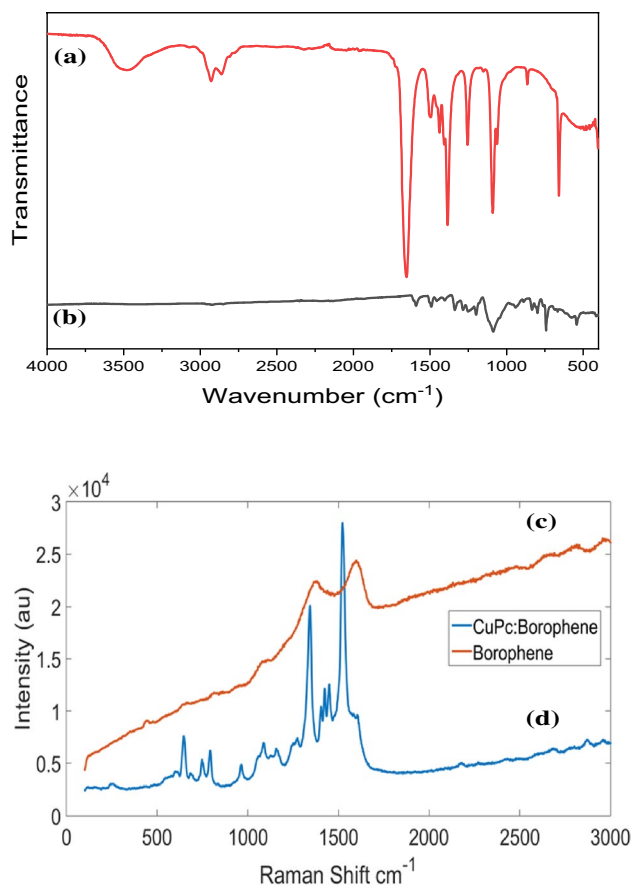 (a)
Transmittance
(b)
4000 3500 3000 2500 2000 1500 1000 500
Wavenumber (cm⁻¹)
×10⁴
3
2.5
2
1.5
1
0.5
0
Intensity (au)
(c)
CuPc:Borophene
Borophene
(d)
0 500 1000 1500 2000 2500 3000
Raman Shift cm⁻¹